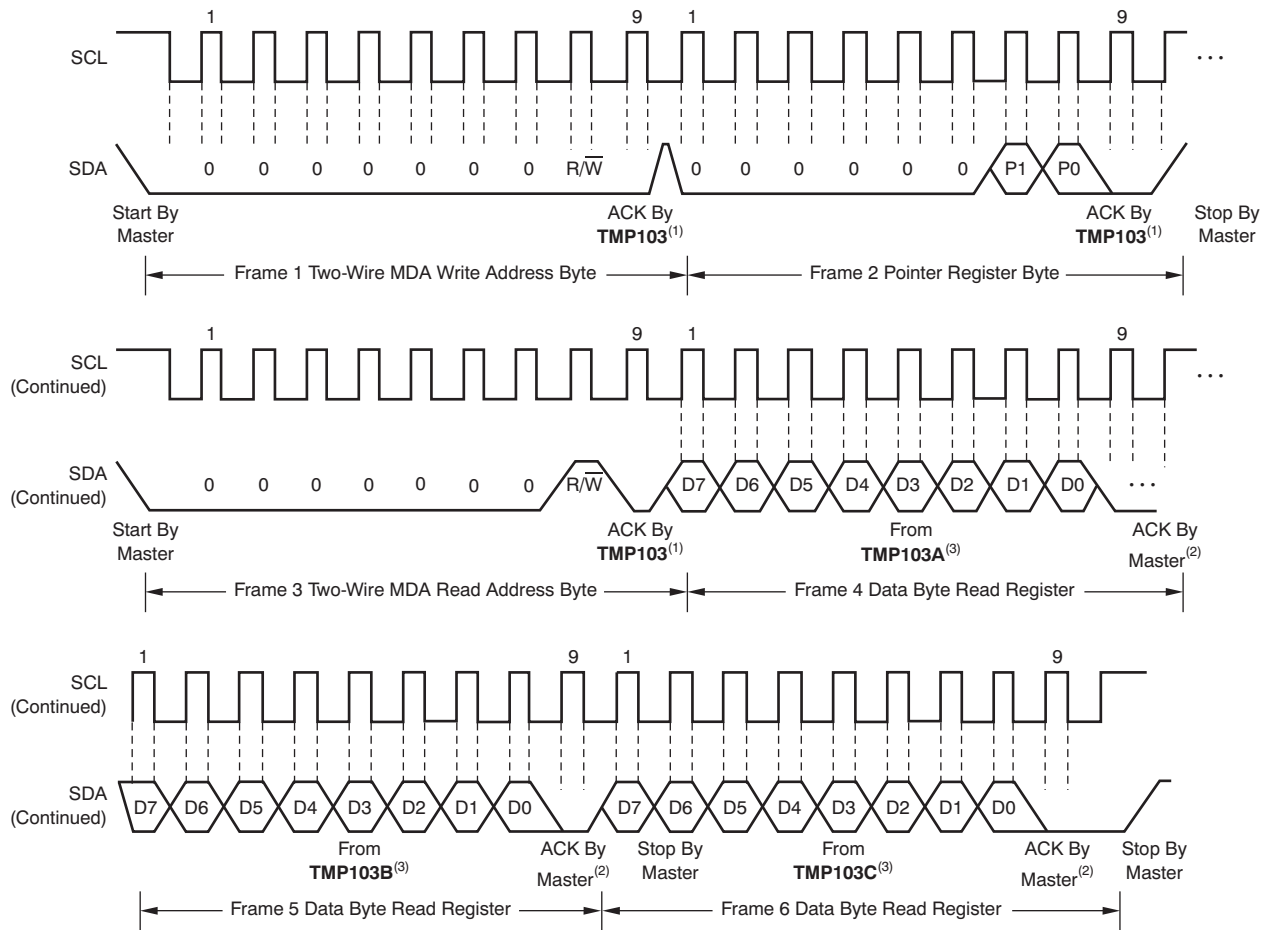 1 9 1 9
SCL ...
SDA 0 0 0 0 0 0 0 R/W 0 0 0 0 0 0 P1 P0
Start By Master ACK By TMP103(1) ACK By TMP103(1) Stop By Master
Frame 1 Two-Wire MDA Write Address Byte Frame 2 Pointer Register Byte
1 9 1 9
SCL (Continued) ...
SDA (Continued) 0 0 0 0 0 0 0 R/W D7 D6 D5 D4 D3 D2 D1 D0 ...
Start By Master ACK By TMP103(1) From TMP103A(3) ACK By Master(2)
Frame 3 Two-Wire MDA Read Address Byte Frame 4 Data Byte Read Register
1 9 1 9
SCL (Continued)
SDA (Continued) D7 D6 D5 D4 D3 D2 D1 D0 D7 D6 D5 D4 D3 D2 D1 D0
From TMP103B(3) ACK By Master(2) Stop By Master From TMP103C(3) ACK By Master(2) Stop By Master
Frame 5 Data Byte Read Register Frame 6 Data Byte Read Register